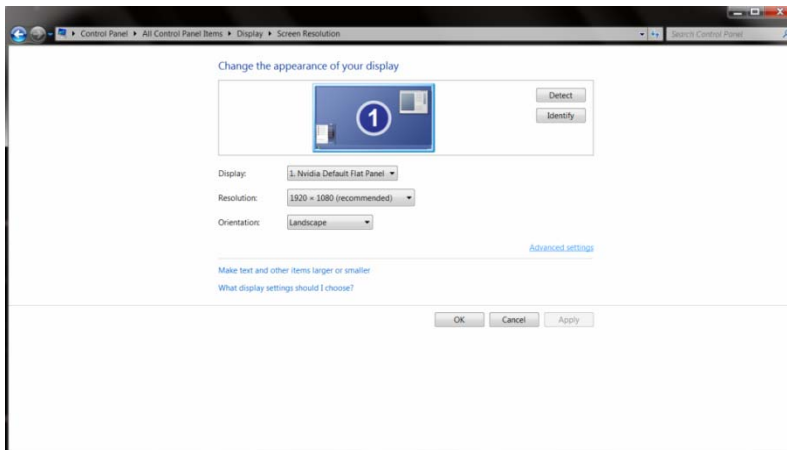 Control Panel ▸ All Control Panel Items ▸ Display ▸ Screen Resolution
Search Control Panel
Change the appearance of your display
1
Detect
Identify
Display: 1. Nvidia Default Flat Panel
Resolution: 1920 × 1080 (recommended)
Orientation: Landscape
Advanced settings
Make text and other items larger or smaller
What display settings should I choose?
OK Cancel Apply